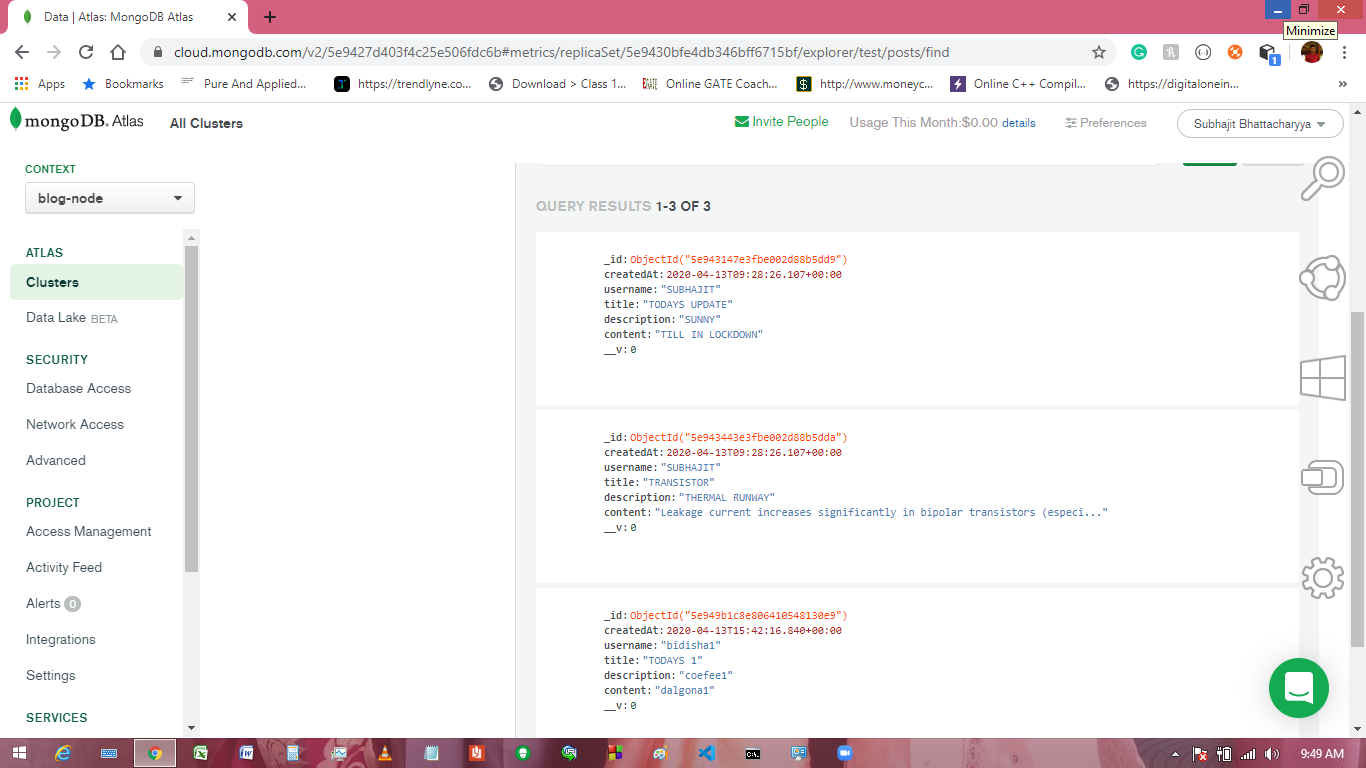 Data | Atlas: MongoDB Atlas
Minimize
cloud.mongodb.com/v2/5e9427d403f4c25e506fdc6b#metrics/replicaSet/5e9430bfe4db346bff6715bf/explorer/test/posts/find
1
Apps Bookmarks Pure And Applied... https://trendlyne.co... Download > Class 1... Online GATE Coach... http://www.moneyc... Online C++ Compil... https://digitalonein... »
mongoDB. Atlas All Clusters Invite People Usage This Month:$0.00 details Preferences Subhajit Bhattacharyya
CONTEXT
blog-node
ATLAS
Clusters
Data Lake BETA
SECURITY
Database Access
Network Access
Advanced
PROJECT
Access Management
Activity Feed
Alerts 0
Integrations
Settings
SERVICES
QUERY RESULTS 1-3 OF 3
_id: ObjectId("5e943147e3fbe002d88b5dd9")
createdAt: 2020-04-13T09:28:26.107+00:00
username: "SUBHAJIT"
title: "TODAYS UPDATE"
description: "SUNNY"
content: "TILL IN LOCKDOWN"
__v: 0
_id: ObjectId("5e943443e3fbe002d88b5dda")
createdAt: 2020-04-13T09:28:26.107+00:00
username: "SUBHAJIT"
title: "TRANSISTOR"
description: "THERMAL RUNWAY"
content: "Leakage current increases significantly in bipolar transistors (especi..."
__v: 0
_id: ObjectId("5e949b1c8e806410548130e9")
createdAt: 2020-04-13T15:42:16.840+00:00
username: "bidisha1"
title: "TODAYS 1"
description: "coefee1"
content: "dalgona1"
__v: 0
9:49 AM